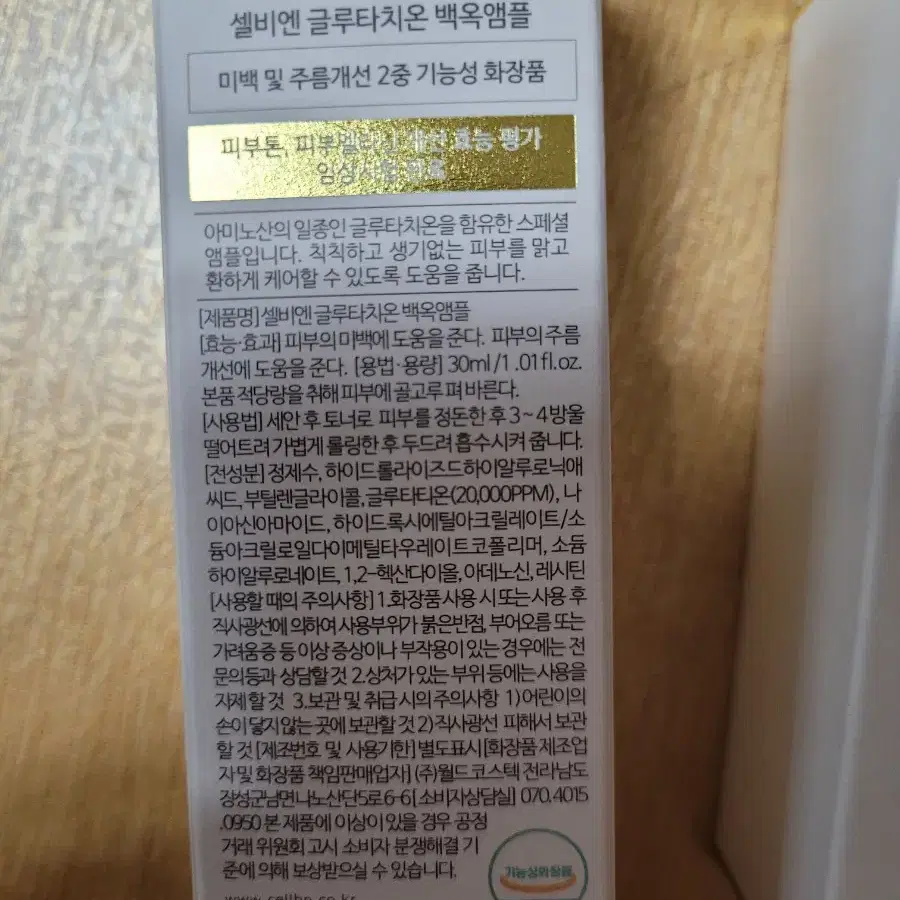 셀비엔 글루타치온 백옥앰플
미백 및 주름개선 2중 기능성 화장품
피부톤, 피부멜라닌 개선 효능 평가
임상시험 완료
아미노산의 일종인 글루타치온을 함유한 스페셜
앰플입니다. 칙칙하고 생기없는 피부를 맑고
환하게 케어할 수 있도록 도움을 줍니다.
[제품명] 셀비엔 글루타치온 백옥앰플
[효능·효과] 피부의 미백에 도움을 준다. 피부의 주름
개선에 도움을 준다. [용법·용량] 30ml/1.01fl.oz.
본품 적당량을 취해 피부에 골고루 펴 바른다.
[사용법] 세안 후 토너로 피부를 정돈한 후 3~4방울
떨어트려 가볍게 롤링한 후 두드려 흡수시켜 줍니다.
[전성분] 정제수, 하이드롤라이즈드하이알루로닉애
씨드, 부틸렌글라이콜, 글루타티온(20,000PPM), 나
이아신아마이드, 하이드록시에틸아크릴레이트/소
듐아크릴로일다이메틸타우레이트코폴리머, 소듐
하이알루로네이트, 1,2-헥산다이올, 아데노신, 레시틴
[사용할 때의 주의사항] 1.화장품 사용 시 또는 사용 후
직사광선에 의하여 사용부위가 붉은반점, 부어오름 또는
가려움증 등 이상 증상이나 부작용이 있는 경우에는 전
문의등과 상담할 것 2.상처가 있는 부위 등에는 사용을
자제할 것 3.보관 및 취급 시의 주의사항 1)어린이의
손이 닿지 않는 곳에 보관할 것 2)직사광선 피해서 보관
할 것 [제조번호 및 사용기한] 별도표시 [화장품 제조업
자 및 화장품 책임판매업자] (주)월드코스텍 전라남도
장성군 남면 나노산단5로 6-6 [소비자상담실] 070.4015
.0950 본 제품에 이상이 있을 경우 공정
거래 위원회 고시 소비자 분쟁해결 기
준에 의해 보상받으실 수 있습니다.
www.cellbn.co.kr
기능성화장품